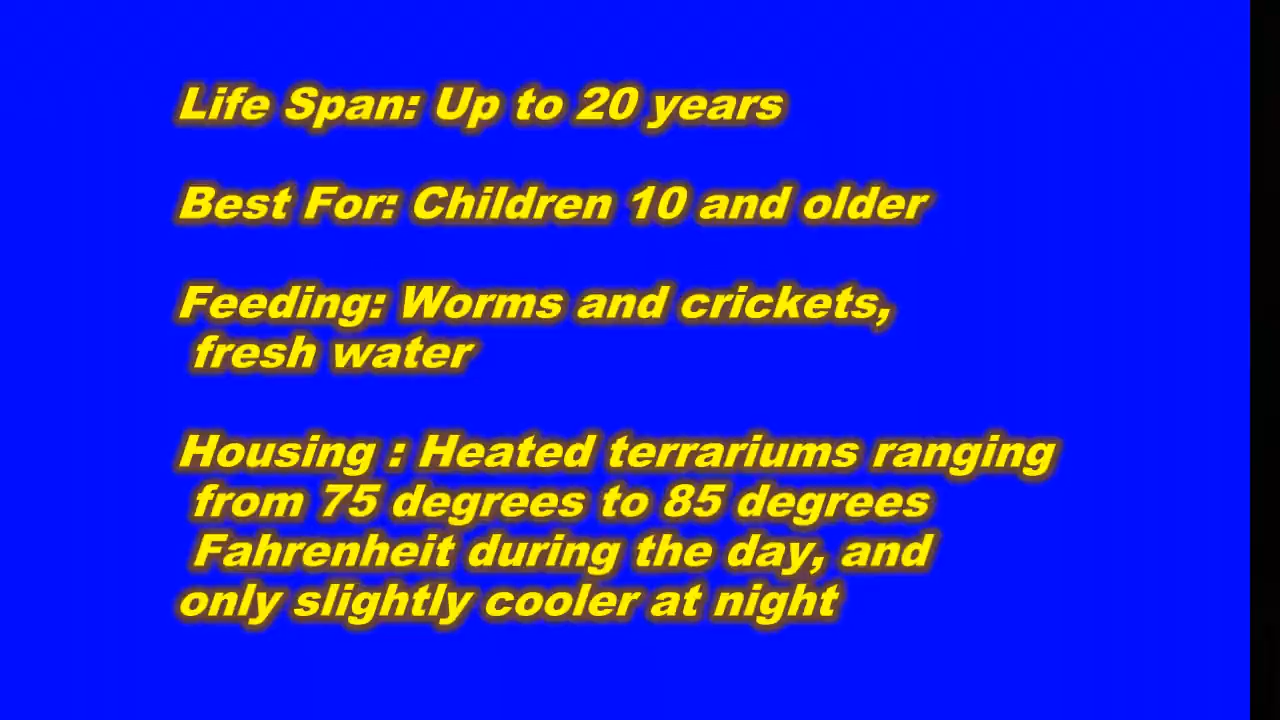 Life Span: Up to 20 years
Best For: Children 10 and older
Feeding: Worms and crickets,
fresh water
Housing : Heated terrariums ranging
from 75 degrees to 85 degrees
Fahrenheit during the day, and
only slightly cooler at night